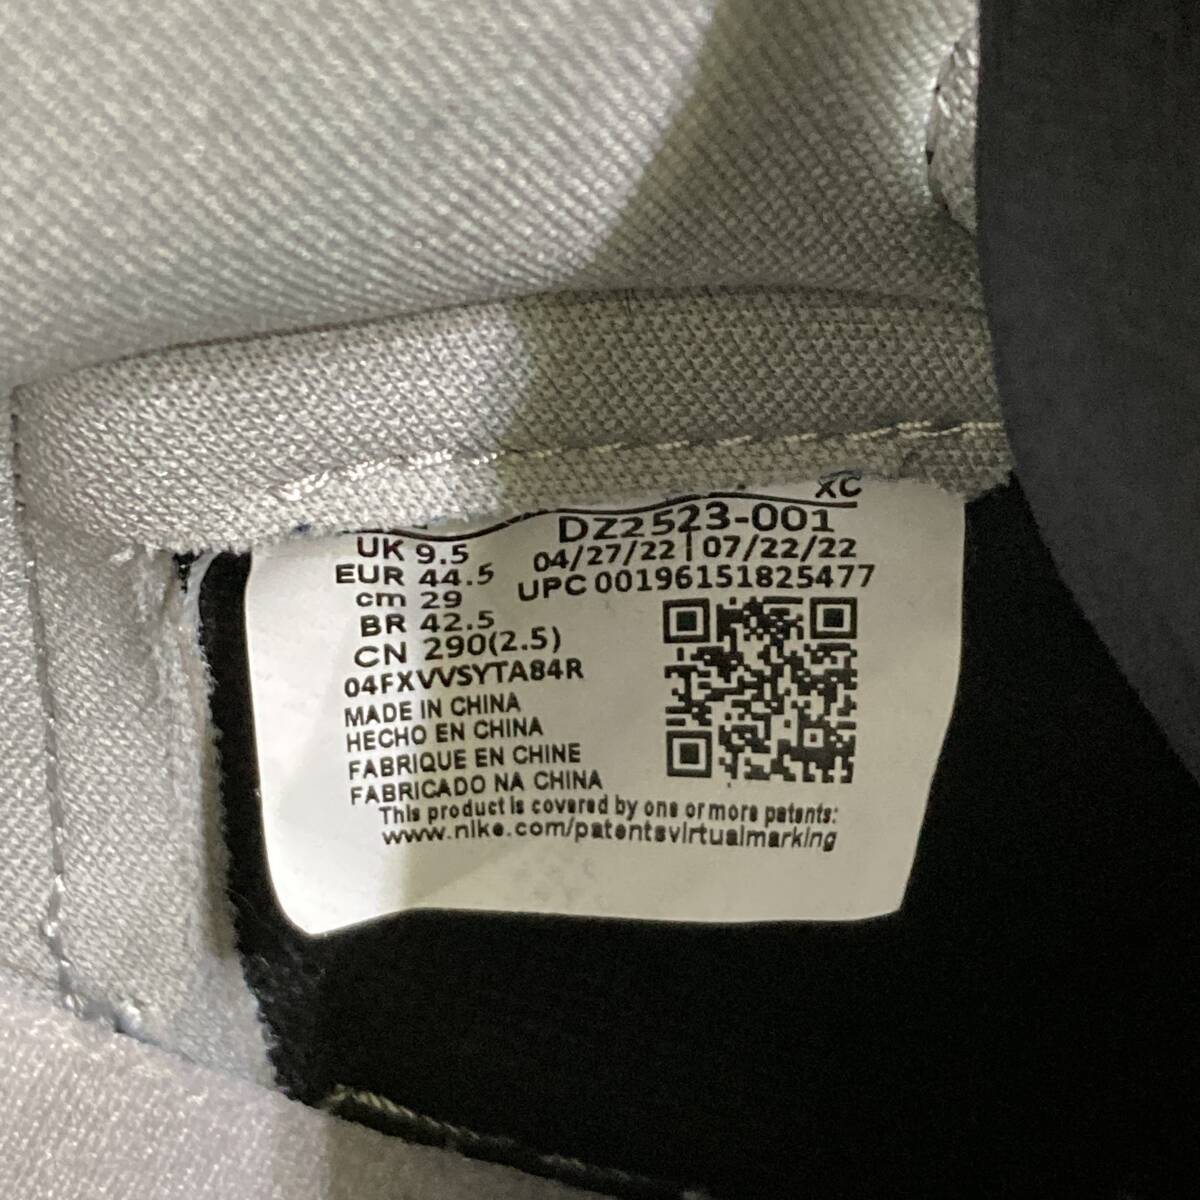 XC
DZ2523-001
UK 9.5 04/27/22 | 07/22/22
EUR 44.5 UPC 00196151825477
cm 29
BR 42.5
CN 290(2.5)
04FXVVSYTA84R
MADE IN CHINA
HECHO EN CHINA
FABRIQUE EN CHINE
FABRICADO NA CHINA
This product is covered by one or more patents:
www.nike.com/patentsvirtualmarking